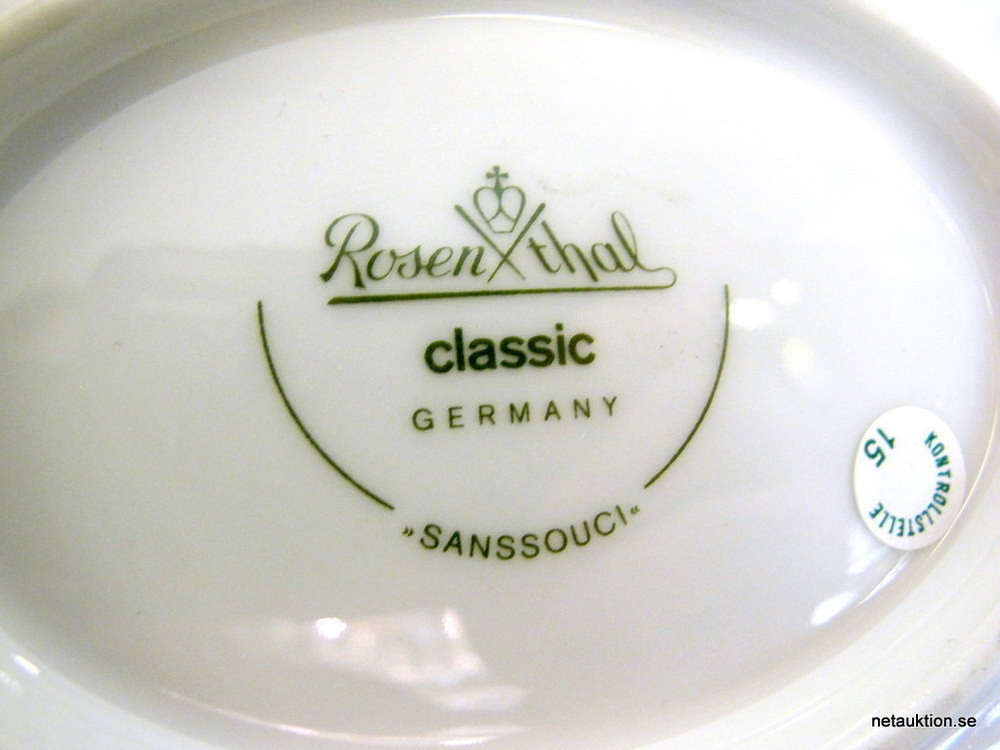 Rosenthal
classic
GERMANY
»SANSSOUCI«
KONTROLLSTELLE
15
netauktion.se